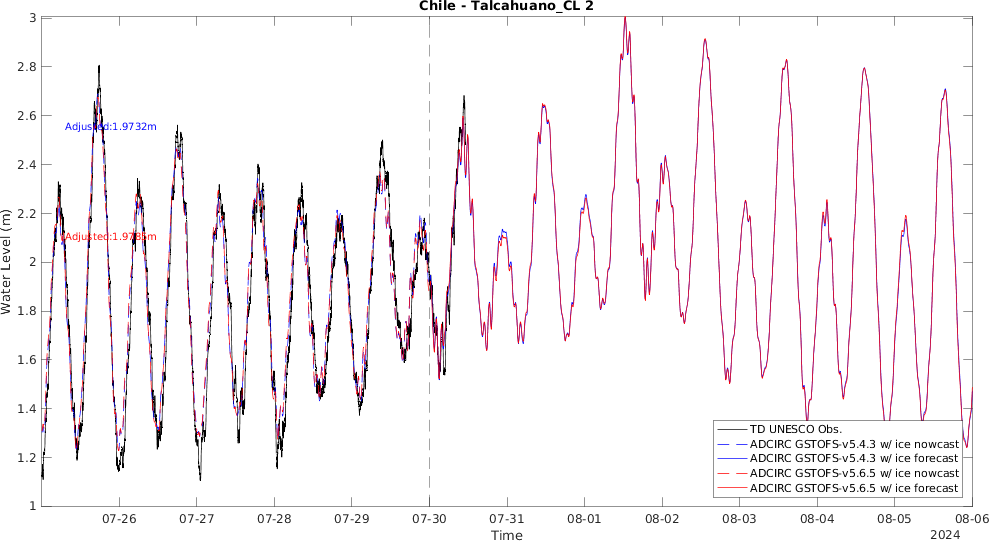 Chile - Talcahuano_CL 2
3
2.8
2.6
2.4
2.2
2
1.8
1.6
1.4
1.2
1
Water Level (m)
Adjusted:1.9732m
TD UNESCO Obs.
ADCIRC GSTOFS-v5.4.3 w/ ice nowcast
ADCIRC GSTOFS-v5.4.3 w/ ice forecast
ADCIRC GSTOFS-v5.6.5 w/ ice nowcast
ADCIRC GSTOFS-v5.6.5 w/ ice forecast
07-26 07-27 07-28 07-29 07-30 07-31 08-01 08-02 08-03 08-04 08-05 08-06
Time
2024